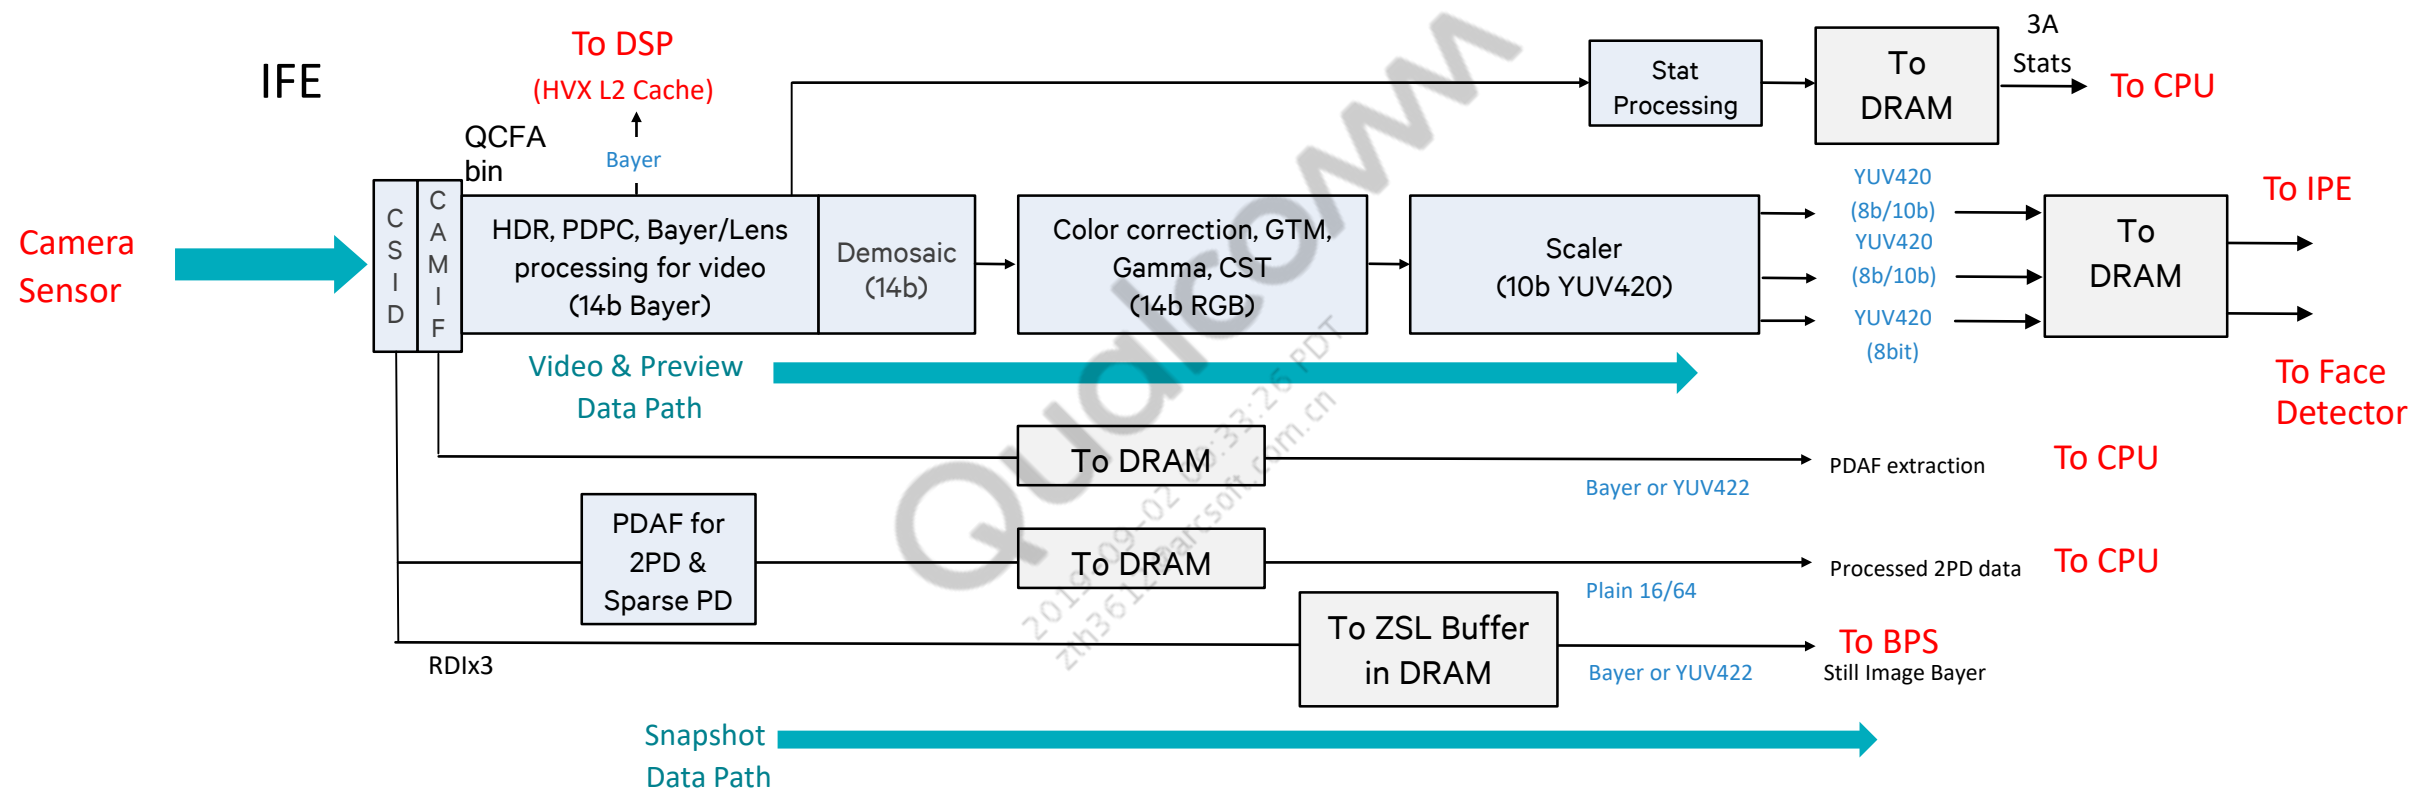 IFE
To DSP
(HVX L2 Cache)
Bayer
QCFA
bin
Stat
Processing
To
DRAM
3A
Stats
To CPU
Camera
Sensor
CSID
CAMIF
HDR, PDPC, Bayer/Lens
processing for video
(14b Bayer)
Demosaic
(14b)
Color correction, GTM,
Gamma, CST
(14b RGB)
Scaler
(10b YUV420)
YUV420
(8b/10b)
YUV420
(8b/10b)
YUV420
(8bit)
To
DRAM
To IPE
To Face
Detector
Video & Preview
Data Path
To DRAM
Bayer or YUV422
PDAF extraction
To CPU
PDAF for
2PD &
Sparse PD
To DRAM
Plain 16/64
Processed 2PD data
To CPU
RDIx3
To ZSL Buffer
in DRAM
Bayer or YUV422
To BPS
Still Image Bayer
Snapshot
Data Path
Qualcomm